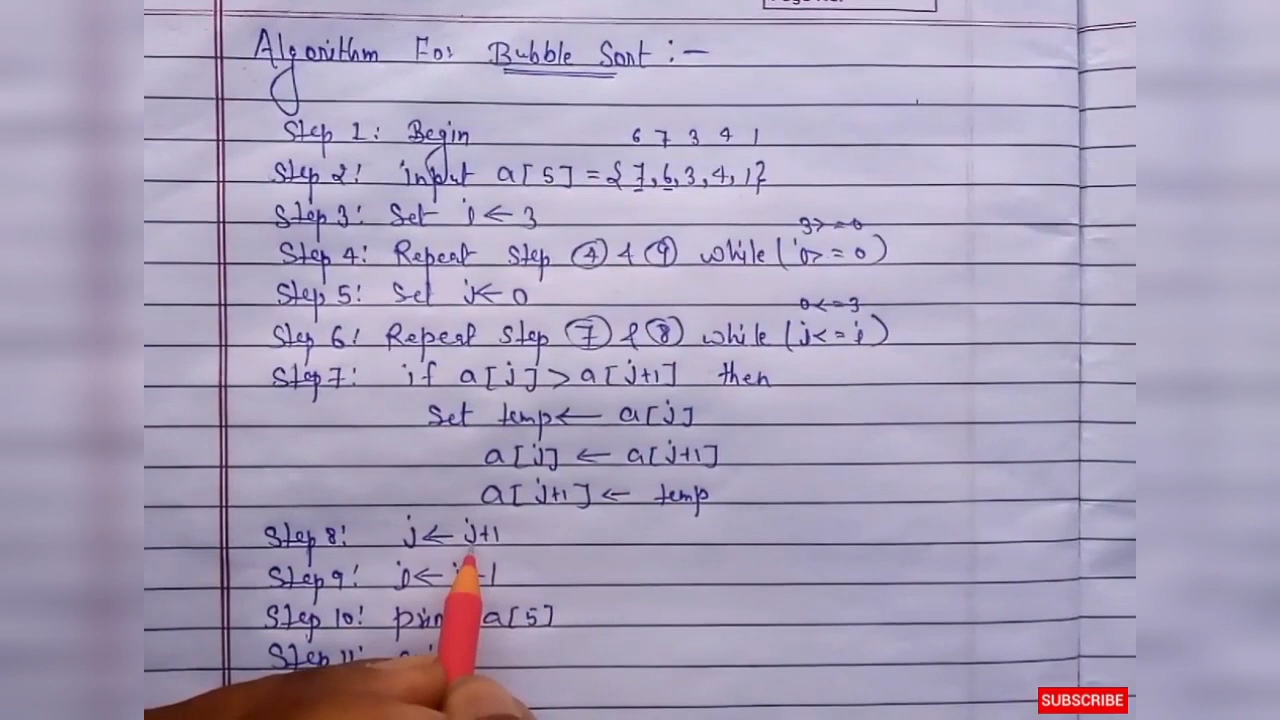 Algorithm For Bubble Sort :-
Step 1: Begin
6 7 3 4 1
Step 2: input a[5] = {7,6,3,4,1}
Step 3: Set i ← 3
3>=0
Step 4: Repeat Step ④ & ⑨ while (i>=0)
Step 5: Set j ← 0
0<=3
Step 6: Repeat Step ⑦ & ⑧ while (j<=i)
Step 7: if a[j] > a[j+1] then
Set temp ← a[j]
a[j] ← a[j+1]
a[j+1] ← temp
Step 8: j ← j+1
Step 9: i ← i-1
Step 10: print a[5]
Step 11:
SUBSCRIBE